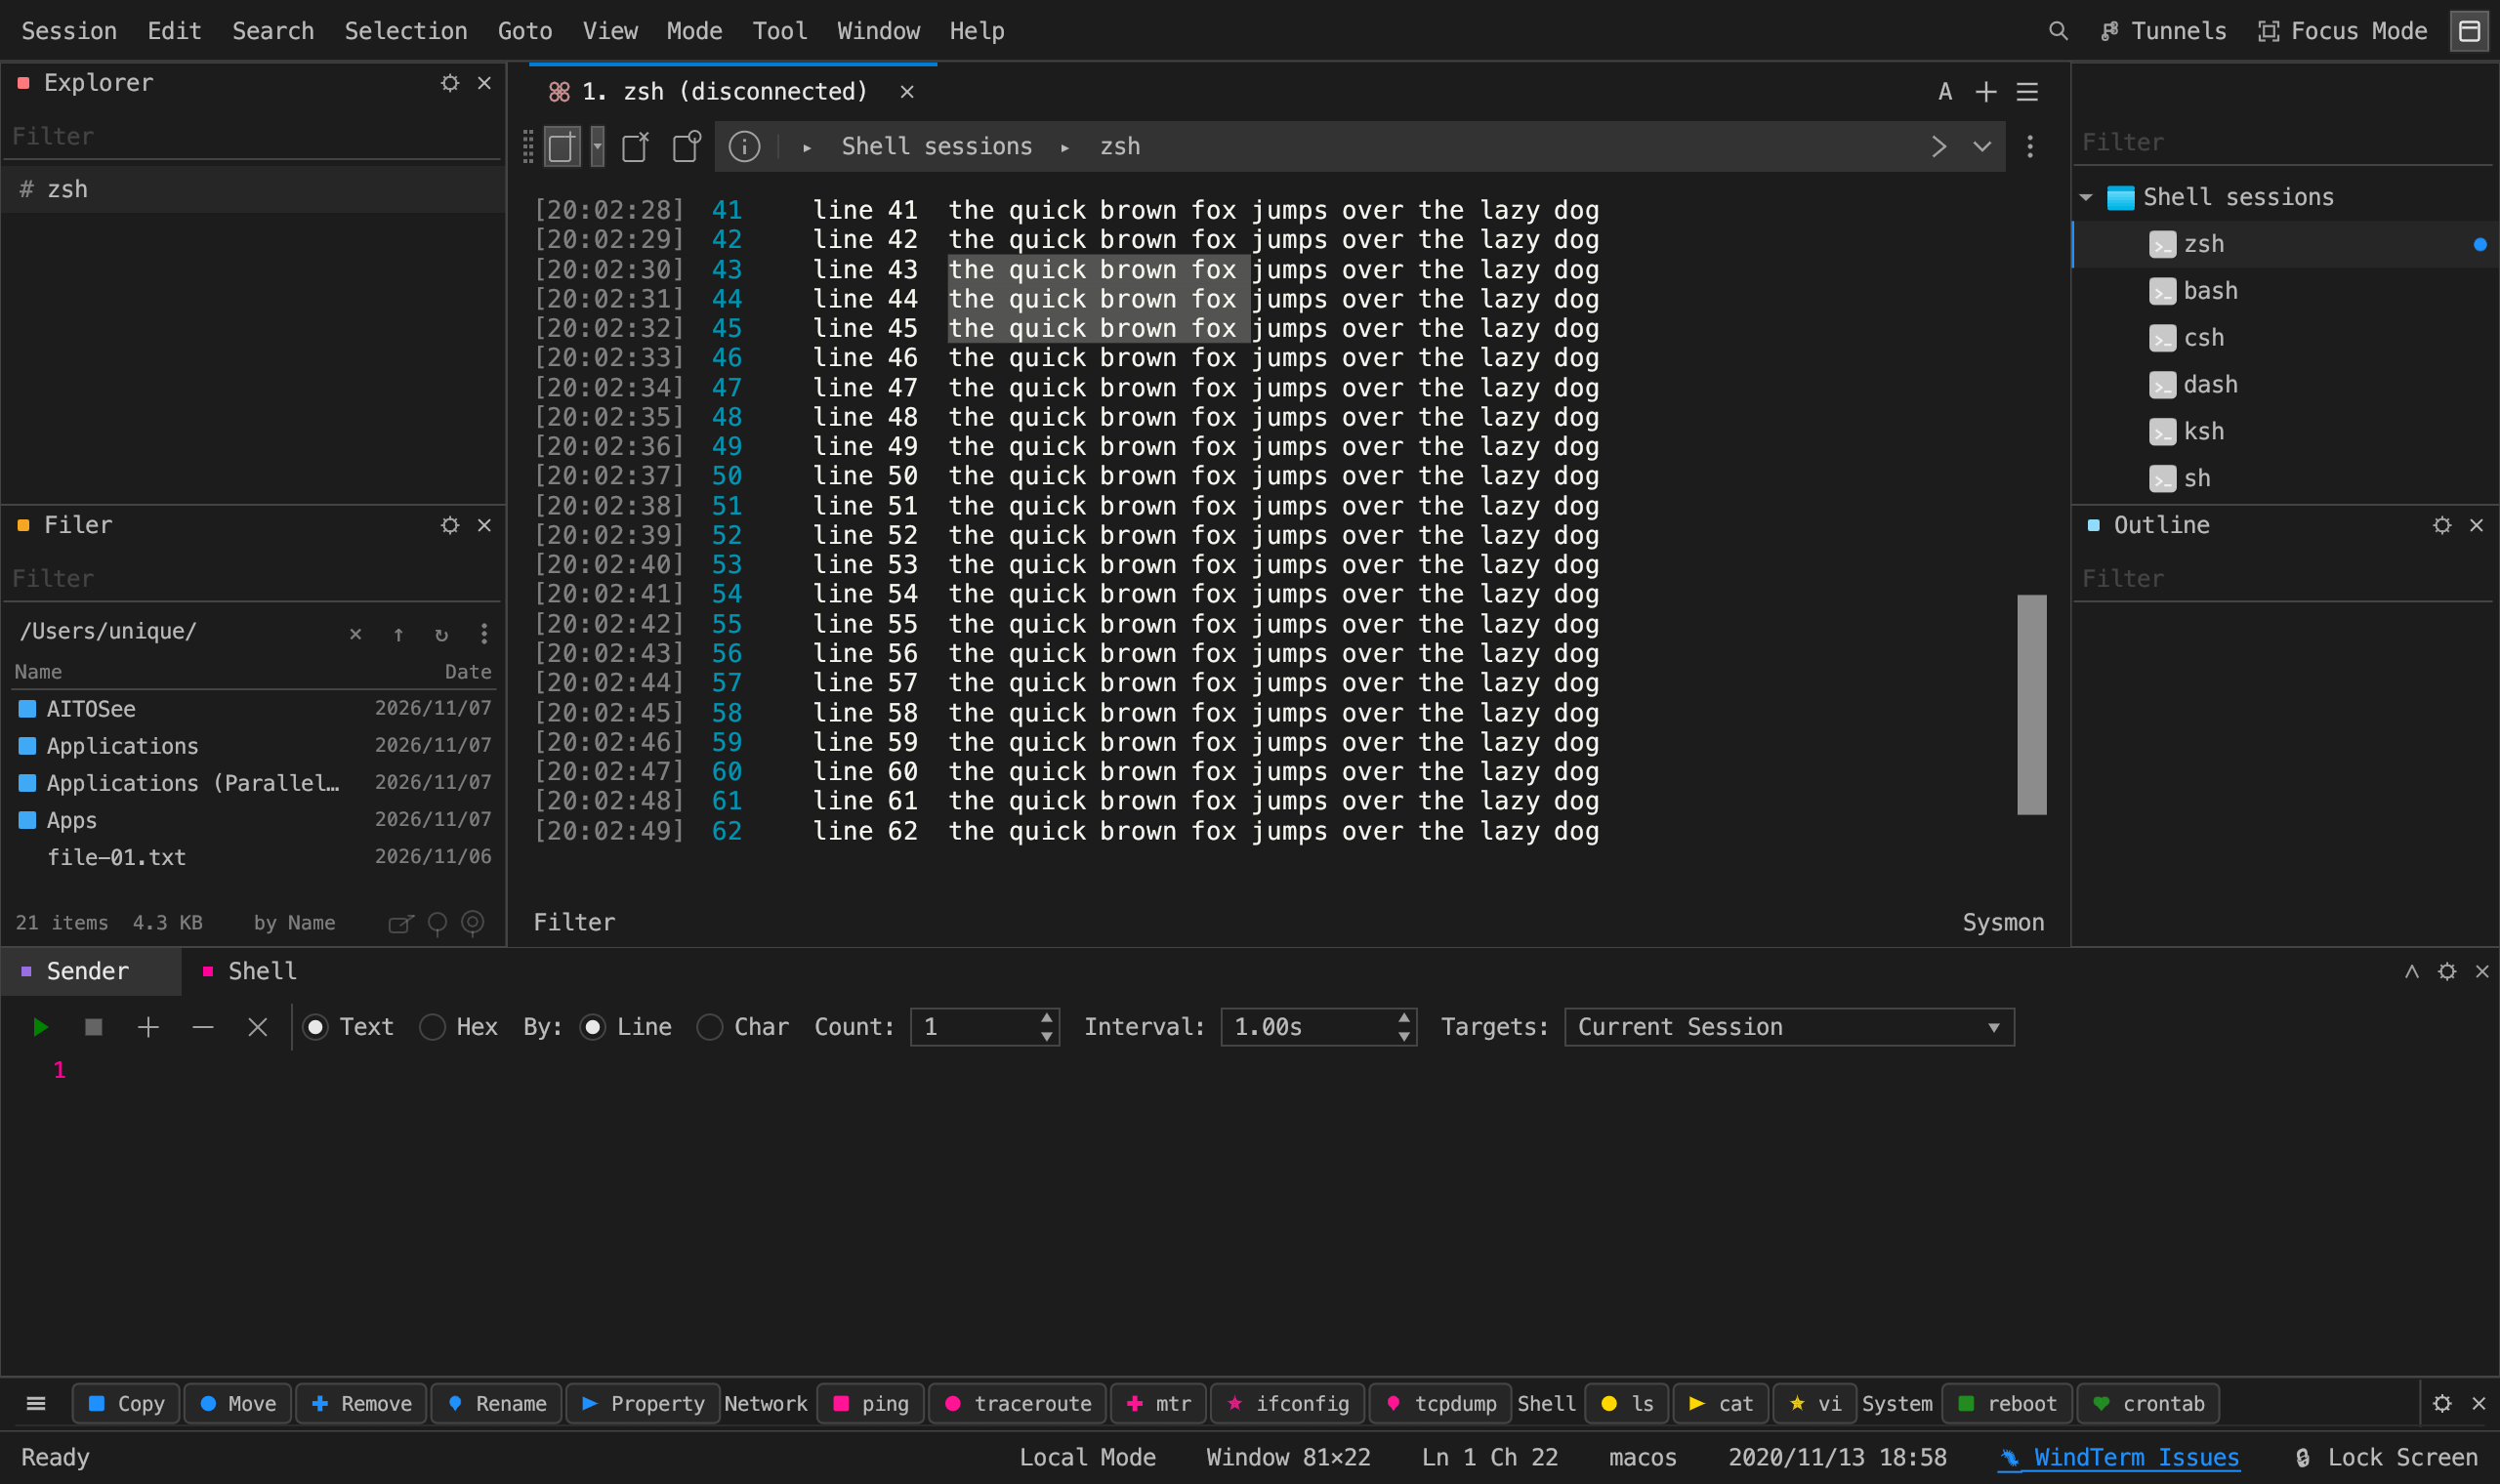 Session Edit Search Selection Goto View Mode Tool Window Help Tunnels Focus Mode
Explorer
Filter
# zsh
Filer
Filter
/Users/unique/
Name Date
AITOSee 2026/11/07
Applications 2026/11/07
Applications (Parallel… 2026/11/07
Apps 2026/11/07
file-01.txt 2026/11/06
21 items 4.3 KB by Name
1. zsh (disconnected)
A
Shell sessions zsh
[20:02:28] 41 line 41 the quick brown fox jumps over the lazy dog
[20:02:29] 42 line 42 the quick brown fox jumps over the lazy dog
[20:02:30] 43 line 43 the quick brown fox jumps over the lazy dog
[20:02:31] 44 line 44 the quick brown fox jumps over the lazy dog
[20:02:32] 45 line 45 the quick brown fox jumps over the lazy dog
[20:02:33] 46 line 46 the quick brown fox jumps over the lazy dog
[20:02:34] 47 line 47 the quick brown fox jumps over the lazy dog
[20:02:35] 48 line 48 the quick brown fox jumps over the lazy dog
[20:02:36] 49 line 49 the quick brown fox jumps over the lazy dog
[20:02:37] 50 line 50 the quick brown fox jumps over the lazy dog
[20:02:38] 51 line 51 the quick brown fox jumps over the lazy dog
[20:02:39] 52 line 52 the quick brown fox jumps over the lazy dog
[20:02:40] 53 line 53 the quick brown fox jumps over the lazy dog
[20:02:41] 54 line 54 the quick brown fox jumps over the lazy dog
[20:02:42] 55 line 55 the quick brown fox jumps over the lazy dog
[20:02:43] 56 line 56 the quick brown fox jumps over the lazy dog
[20:02:44] 57 line 57 the quick brown fox jumps over the lazy dog
[20:02:45] 58 line 58 the quick brown fox jumps over the lazy dog
[20:02:46] 59 line 59 the quick brown fox jumps over the lazy dog
[20:02:47] 60 line 60 the quick brown fox jumps over the lazy dog
[20:02:48] 61 line 61 the quick brown fox jumps over the lazy dog
[20:02:49] 62 line 62 the quick brown fox jumps over the lazy dog
Filter Sysmon
Filter
Shell sessions
zsh
bash
csh
dash
ksh
sh
Outline
Filter
Sender Shell
Text Hex By: Line Char Count: 1 Interval: 1.00s Targets: Current Session
1
Copy Move Remove Rename Property Network ping traceroute mtr ifconfig tcpdump Shell ls cat vi System reboot crontab
Ready Local Mode Window 81×22 Ln 1 Ch 22 macos 2020/11/13 18:58 WindTerm Issues Lock Screen